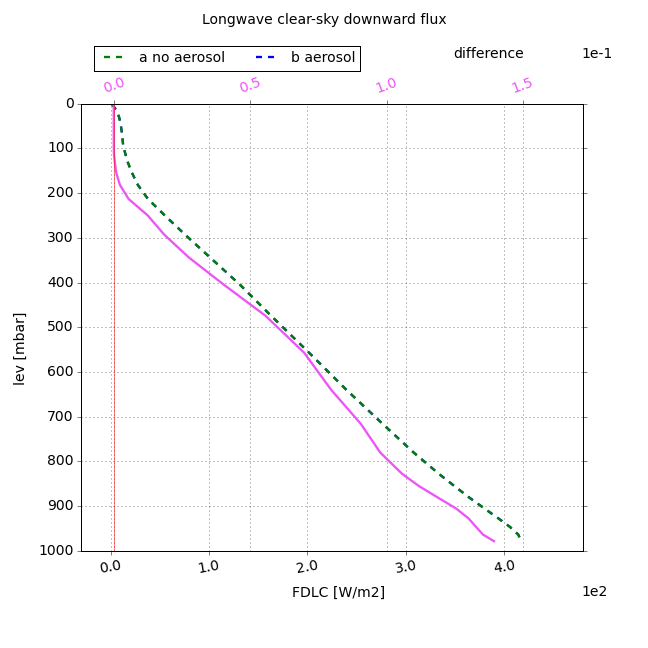 Longwave clear-sky downward flux
a no aerosol b aerosol difference 1e-1
0.0 0.5 1.0 1.5
0
100
200
300
400
500
600
700
800
900
1000
lev [mbar]
0.0 1.0 2.0 3.0 4.0
FDLC [W/m2] 1e2